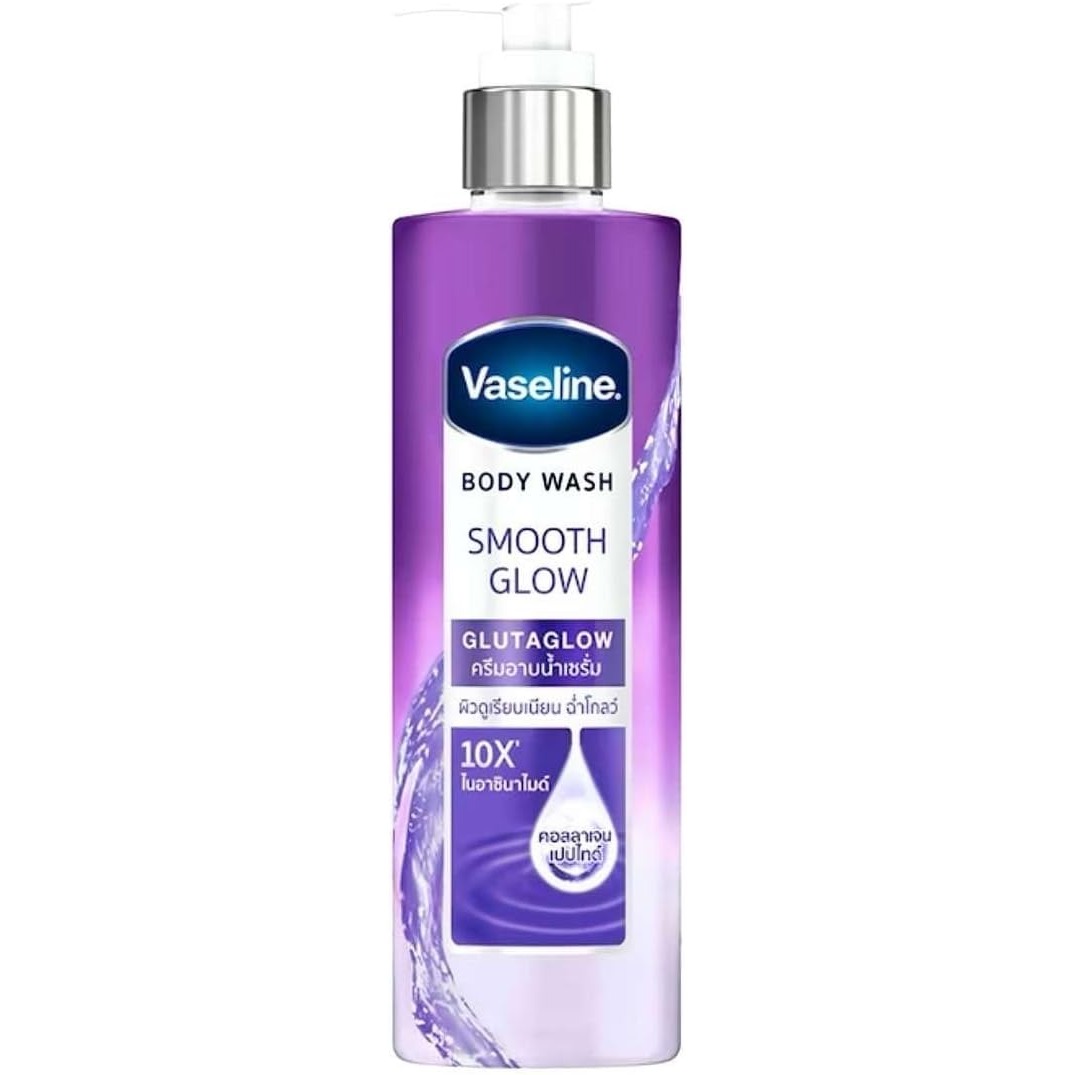 Vaseline.
BODY WASH
SMOOTH
GLOW
GLUTAGLOW
ครีมอาบน้ำเซรั่ม
ผิวดูเรียบเนียน ฉ่ำโกลว์
10X'
ไนอาซินาไมด์
คอลลาเจน
เปปไทด์